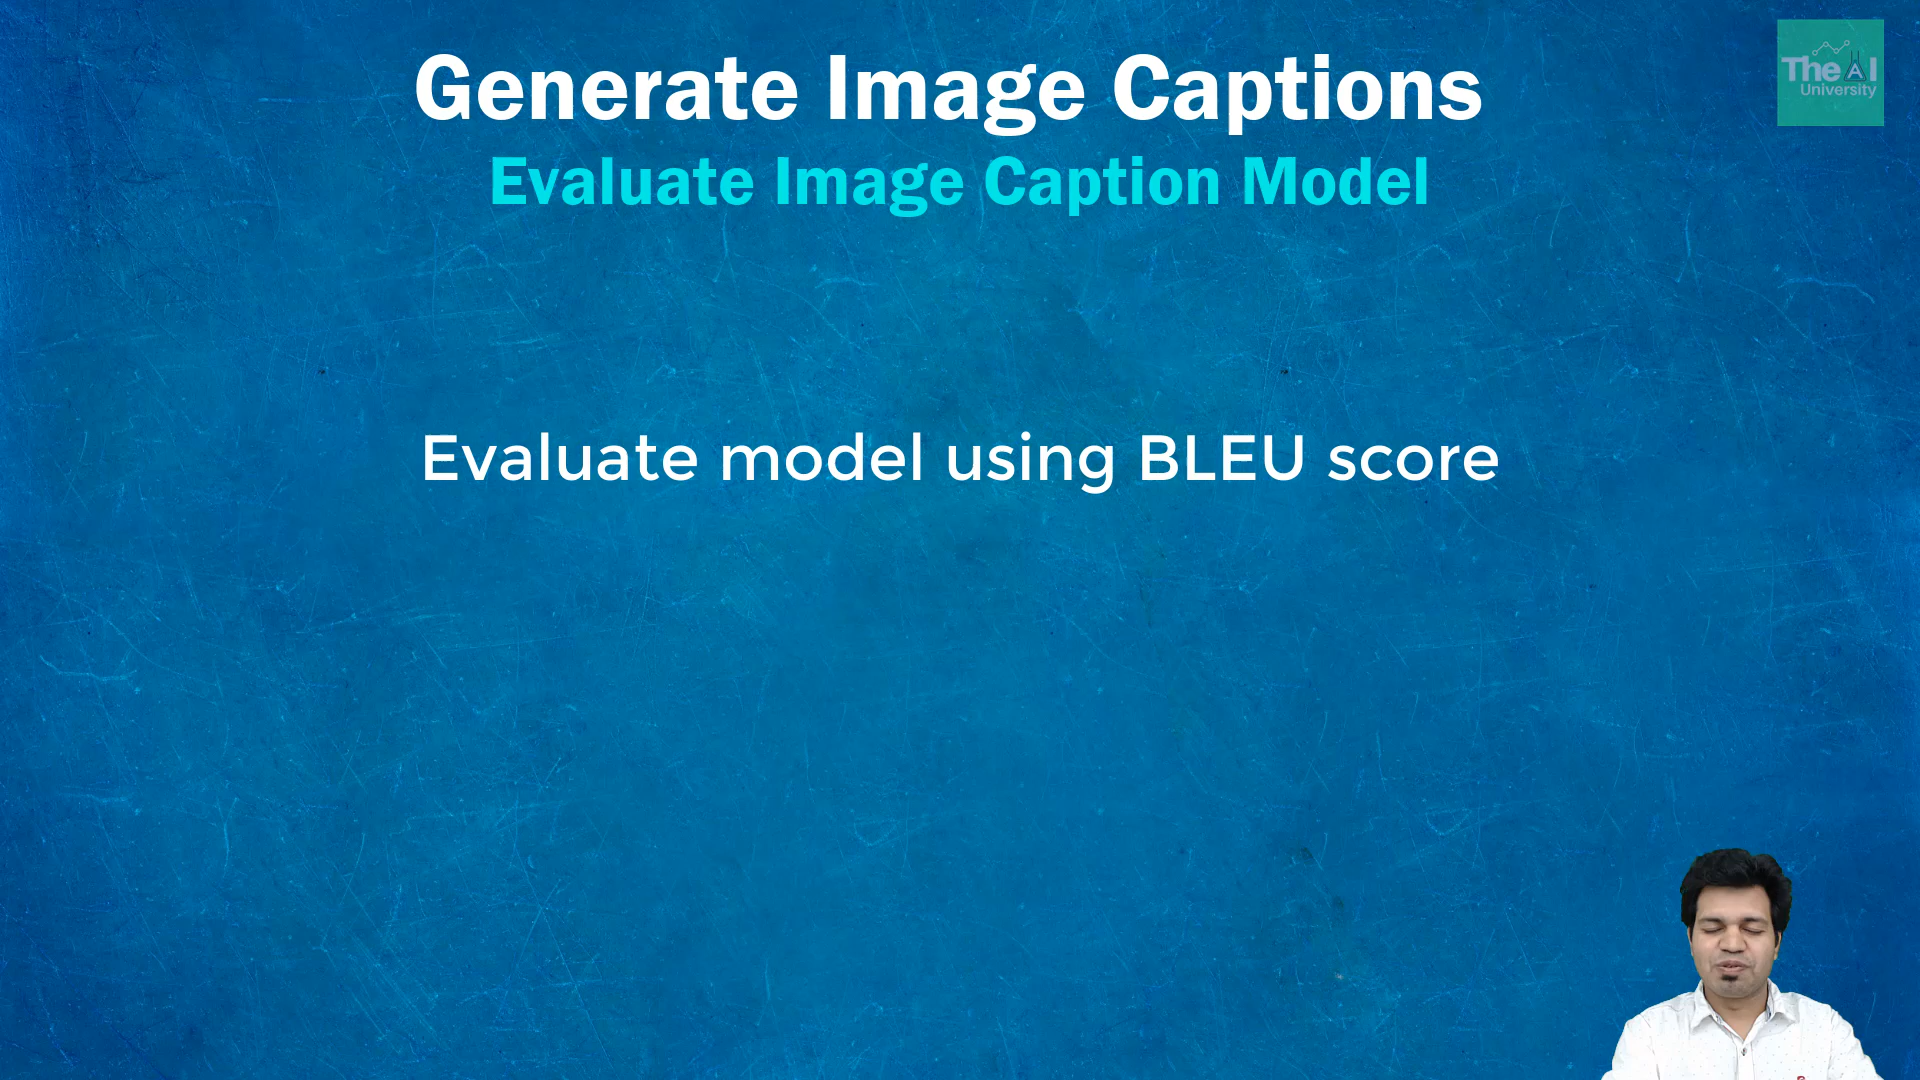 Generate Image Captions
The AI
University
Evaluate Image Caption Model
Evaluate model using BLEU score